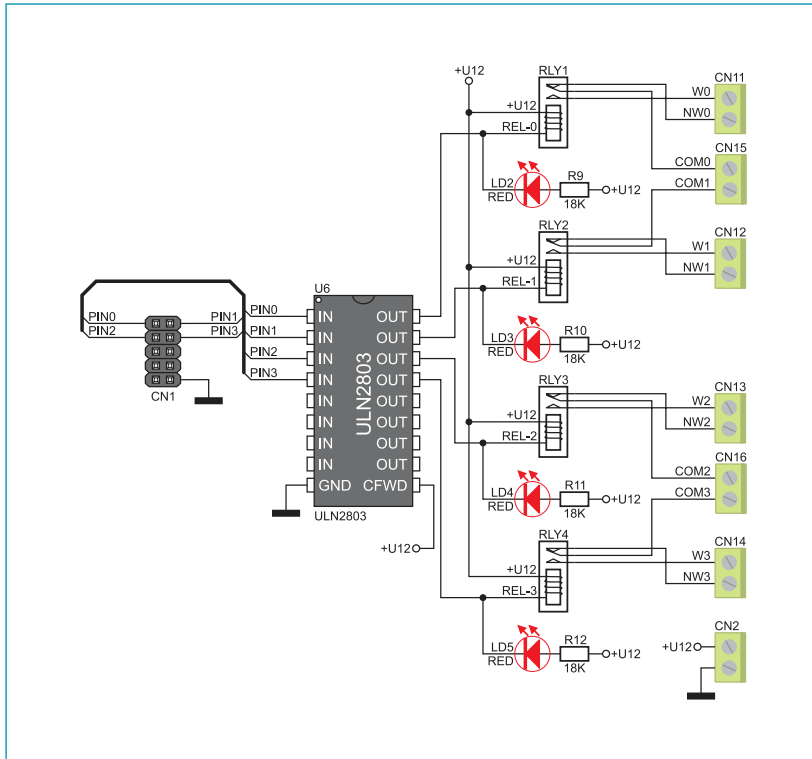 +U12
RLY1
CN11
+U12
W0
REL-0
NW0
CN15
R9
COM0
LD2
+U12
COM1
RED
18K
RLY2
CN12
+U12
W1
REL-1
NW1
U6
PIN0
PIN1
PIN0
IN
OUT
PIN2
PIN3
PIN1
IN
OUT
R10
LD3
+U12
RED
18K
PIN2
IN
OUT
PIN3
IN
OUT
CN1
ULN2803
RLY3
CN13
IN
OUT
+U12
W2
IN
OUT
REL-2
NW2
IN
OUT
IN
OUT
CN16
GND
CFWD
COM2
R11
LD4
+U12
COM3
RED
18K
ULN2803
RLY4
CN14
+U12
+U12
W3
REL-3
NW3
CN2
R12
LD5
+U12
+U12
RED
18K